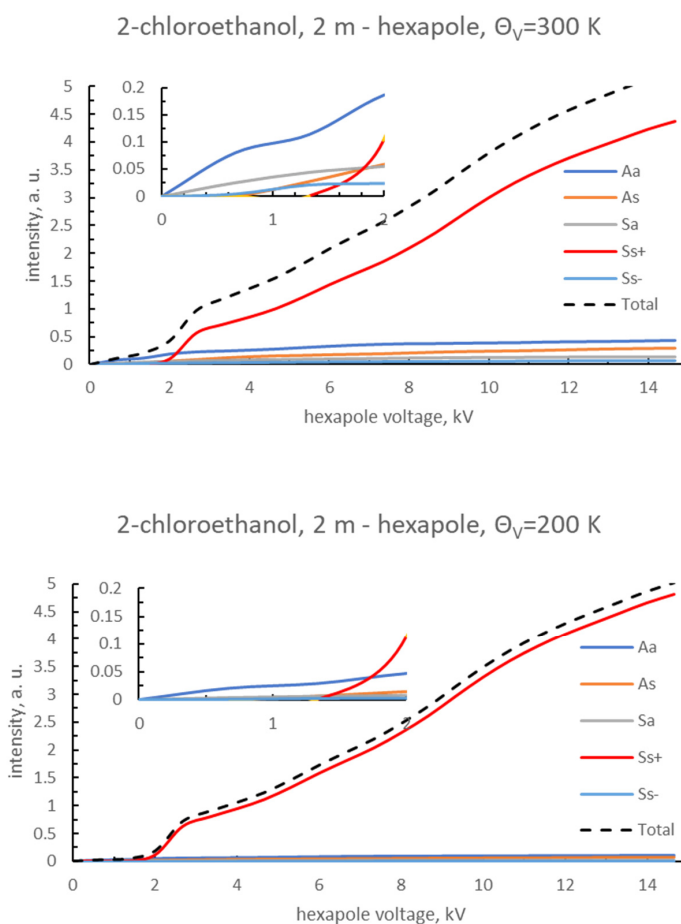 2-chloroethanol, 2 m - hexapole, ΘV=300 K
5
4.5
4
3.5
3
2.5
2
1.5
1
0.5
0
intensity, a. u.
0.2
0.15
0.1
0.05
0
0 1 2
Aa
As
Sa
Ss+
Ss-
Total
0 2 4 6 8 10 12 14
hexapole voltage, kV
2-chloroethanol, 2 m - hexapole, ΘV=200 K
5
4.5
4
3.5
3
2.5
2
1.5
1
0.5
0
intensity, a. u.
0.2
0.15
0.1
0.05
0
0 1 2
Aa
As
Sa
Ss+
Ss-
Total
0 2 4 6 8 10 12 14
hexapole voltage, kV